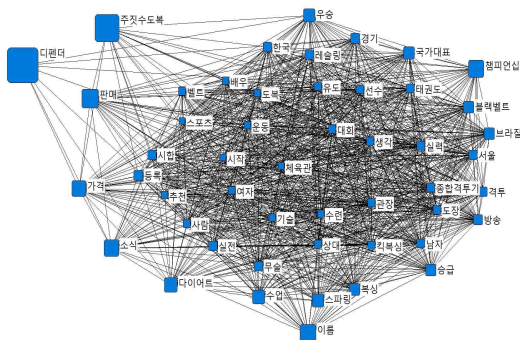 우승
주짓수도복
경기
한국
레슬링
국가대표
디펜더
챔피언십
배우
유도
선수
태권도
벨트
도복
판매
블랙벨트
스포츠
운동
대회
브라질
생각
실력
시합
시작
서울
체육관
등록
가격
추천
여자
종합격투기
격투
관장
도장
사람
기술
수련
방송
소식
실전
상대
킥복싱
남자
무술
승급
다이어트
수업
스파링
복싱
이름